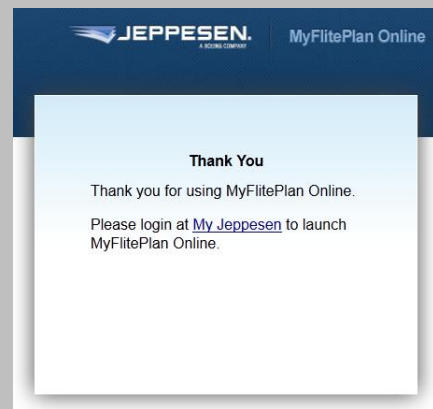 JEPPESEN.
A BOEING COMPANY
MyFlitePlan Online
Thank You
Thank you for using MyFlitePlan Online.
Please login at My Jeppesen to launch
MyFlitePlan Online.